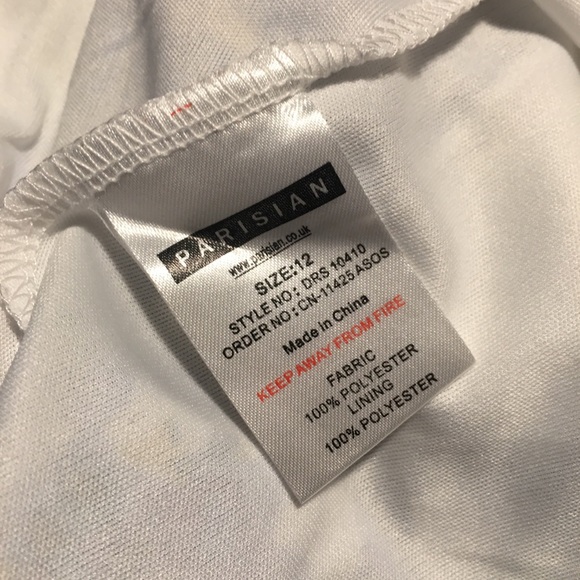 PARISIAN
www.parisian.co.uk
SIZE:12
STYLE NO: DRS 10410
ORDER NO:CN-11425 ASOS
Made in China
KEEP AWAY FROM FIRE
FABRIC
100% POLYESTER
LINING
100% POLYESTER